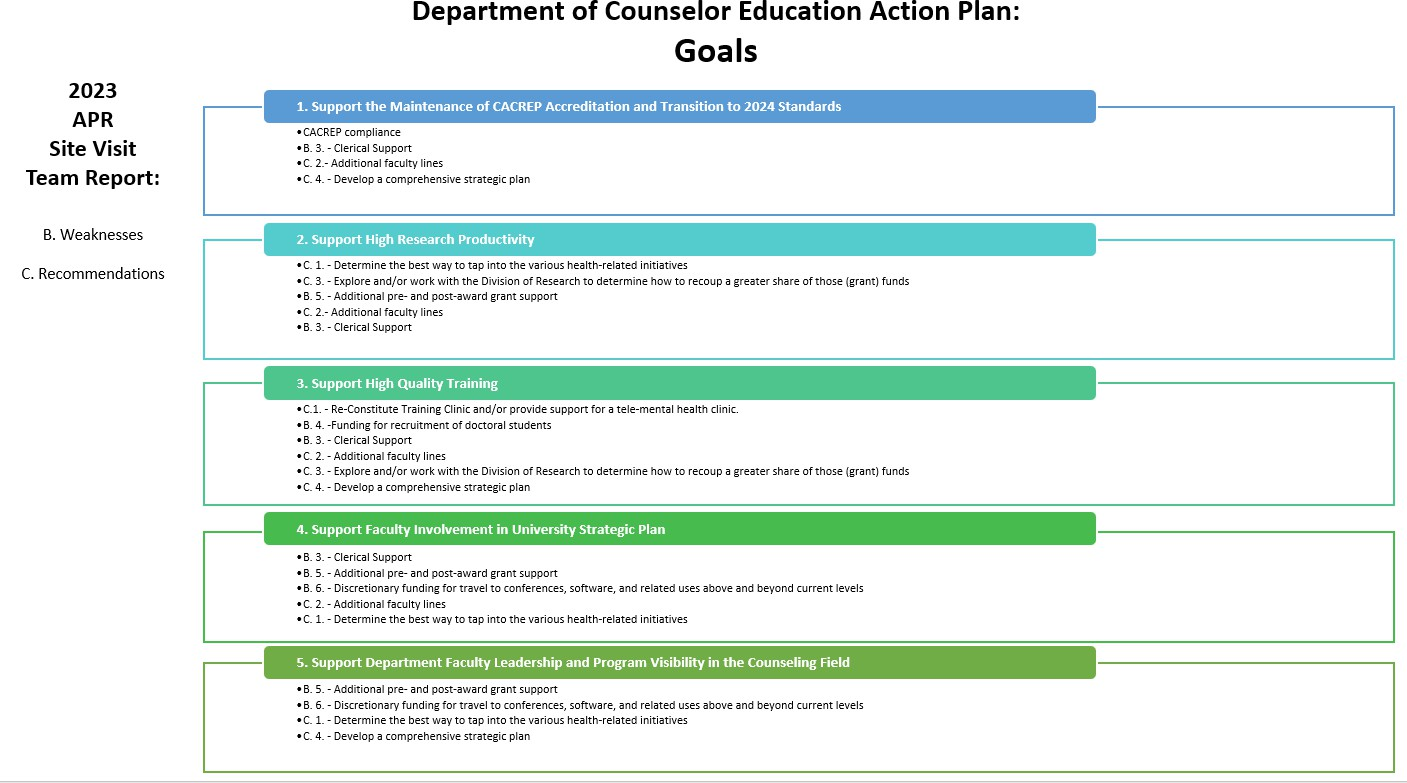 Department of Counselor Education Action Plan:
Goals
2023
APR
Site Visit
Team Report:
B. Weaknesses
C. Recommendations
1. Support the Maintenance of CACREP Accreditation and Transition to 2024 Standards
•CACREP compliance
•B. 3. - Clerical Support
•C. 2.- Additional faculty lines
•C. 4. - Develop a comprehensive strategic plan
2. Support High Research Productivity
•C. 1. - Determine the best way to tap into the various health-related initiatives
•C. 3. - Explore and/or work with the Division of Research to determine how to recoup a greater share of those (grant) funds
•B. 5. - Additional pre- and post-award grant support
•C. 2.- Additional faculty lines
•B. 3. - Clerical Support
3. Support High Quality Training
•C.1. - Re-Constitute Training Clinic and/or provide support for a tele-mental health clinic.
•B. 4. -Funding for recruitment of doctoral students
•B. 3. - Clerical Support
•C. 2. - Additional faculty lines
•C. 3. - Explore and/or work with the Division of Research to determine how to recoup a greater share of those (grant) funds
•C. 4. - Develop a comprehensive strategic plan
4. Support Faculty Involvement in University Strategic Plan
•B. 3. - Clerical Support
•B. 5. - Additional pre- and post-award grant support
•B. 6. - Discretionary funding for travel to conferences, software, and related uses above and beyond current levels
•C. 2. - Additional faculty lines
•C. 1. - Determine the best way to tap into the various health-related initiatives
5. Support Department Faculty Leadership and Program Visibility in the Counseling Field
•B. 5. - Additional pre- and post-award grant support
•B. 6. - Discretionary funding for travel to conferences, software, and related uses above and beyond current levels
•C. 1. - Determine the best way to tap into the various health-related initiatives
•C. 4. - Develop a comprehensive strategic plan